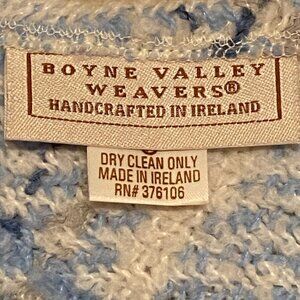 BOYNE VALLEY
WEAVERS®
HANDCRAFTED IN IRELAND
DRY CLEAN ONLY
MADE IN IRELAND
RN# 376106